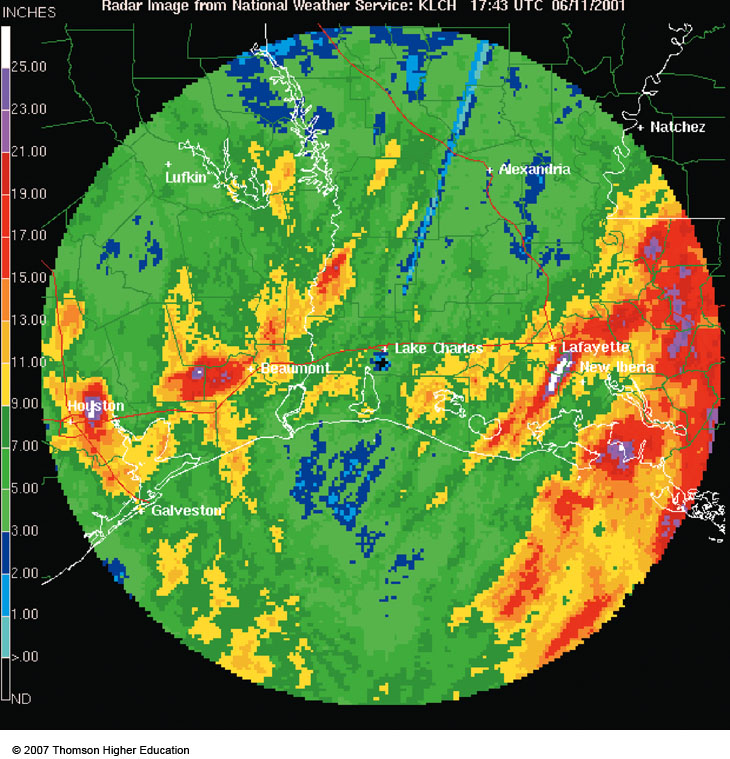 Radar Image from National Weather Service: KLCH 17:43 UTC 06/11/2001
INCHES
25.00
23.00
21.00
19.00
17.00
15.00
13.00
11.00
9.00
7.00
5.00
3.00
2.00
1.00
>.00
ND
Natchez
Lufkin
Alexandria
Lake Charles
Lafayette
New Iberia
Beaumont
Houston
Galveston
© 2007 Thomson Higher Education